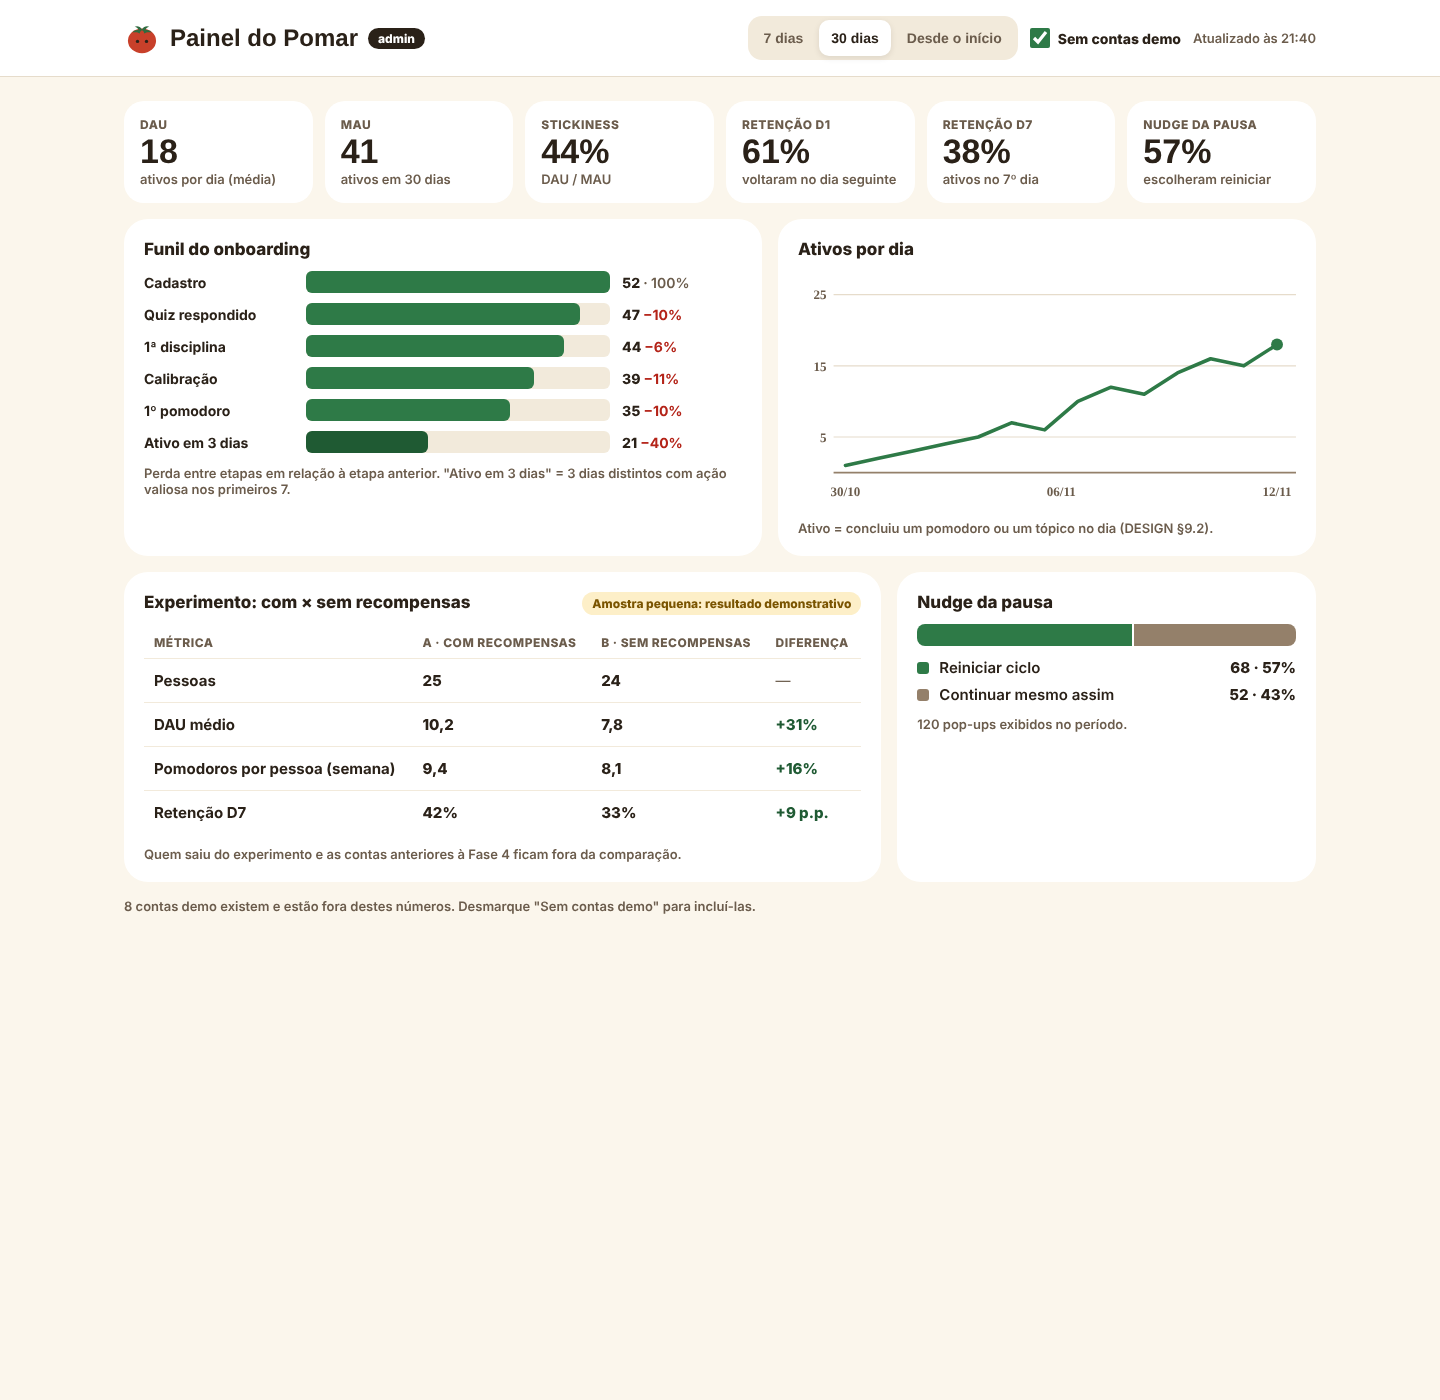 Painel do Pomar admin
7 dias 30 dias Desde o início Sem contas demo Atualizado às 21:40
DAU
18
ativos por dia (média)
MAU
41
ativos em 30 dias
STICKINESS
44%
DAU / MAU
RETENÇÃO D1
61%
voltaram no dia seguinte
RETENÇÃO D7
38%
ativos no 7º dia
NUDGE DA PAUSA
57%
escolheram reiniciar
Funil do onboarding
Cadastro 52 · 100%
Quiz respondido 47 −10%
1ª disciplina 44 −6%
Calibração 39 −11%
1º pomodoro 35 −10%
Ativo em 3 dias 21 −40%
Perda entre etapas em relação à etapa anterior. "Ativo em 3 dias" = 3 dias distintos com ação
valiosa nos primeiros 7.
Ativos por dia
25
15
5
30/10 06/11 12/11
Ativo = concluiu um pomodoro ou um tópico no dia (DESIGN §9.2).
Experimento: com × sem recompensas Amostra pequena: resultado demonstrativo
MÉTRICA A · COM RECOMPENSAS B · SEM RECOMPENSAS DIFERENÇA
Pessoas 25 24 —
DAU médio 10,2 7,8 +31%
Pomodoros por pessoa (semana) 9,4 8,1 +16%
Retenção D7 42% 33% +9 p.p.
Quem saiu do experimento e as contas anteriores à Fase 4 ficam fora da comparação.
Nudge da pausa
Reiniciar ciclo 68 · 57%
Continuar mesmo assim 52 · 43%
120 pop-ups exibidos no período.
8 contas demo existem e estão fora destes números. Desmarque "Sem contas demo" para incluí-las.